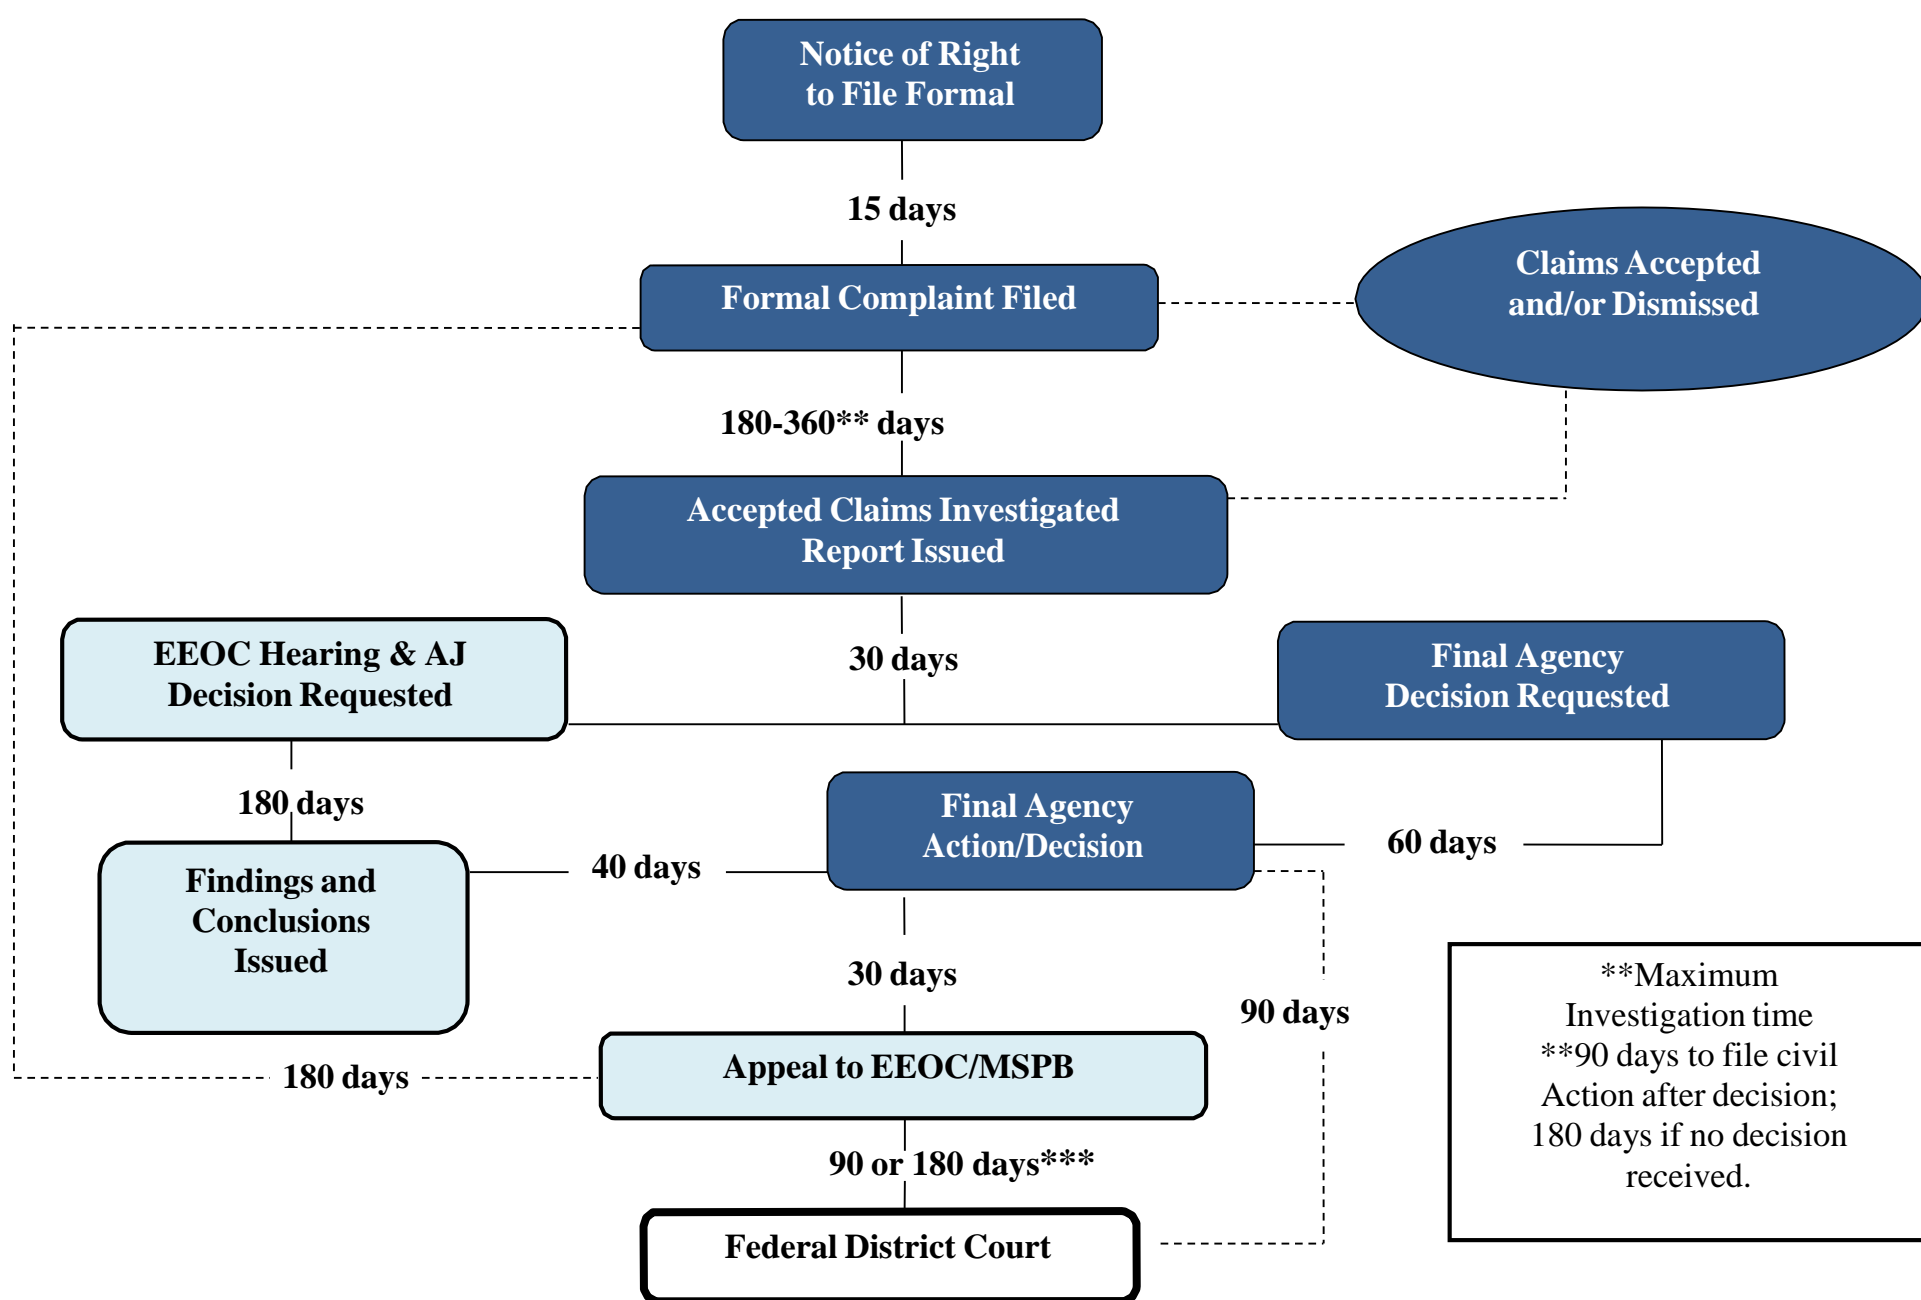 Notice of Right
to File Formal
15 days
Claims Accepted
and/or Dismissed
Formal Complaint Filed
180-360** days
Accepted Claims Investigated
Report Issued
EEOC Hearing & AJ
Decision Requested
30 days
Final Agency
Decision Requested
180 days
Final Agency
Action/Decision
60 days
40 days
Findings and
Conclusions
Issued
30 days
90 days
**Maximum
Investigation time
**90 days to file civil
Action after decision;
180 days if no decision
received.
180 days
Appeal to EEOC/MSPB
90 or 180 days***
Federal District Court